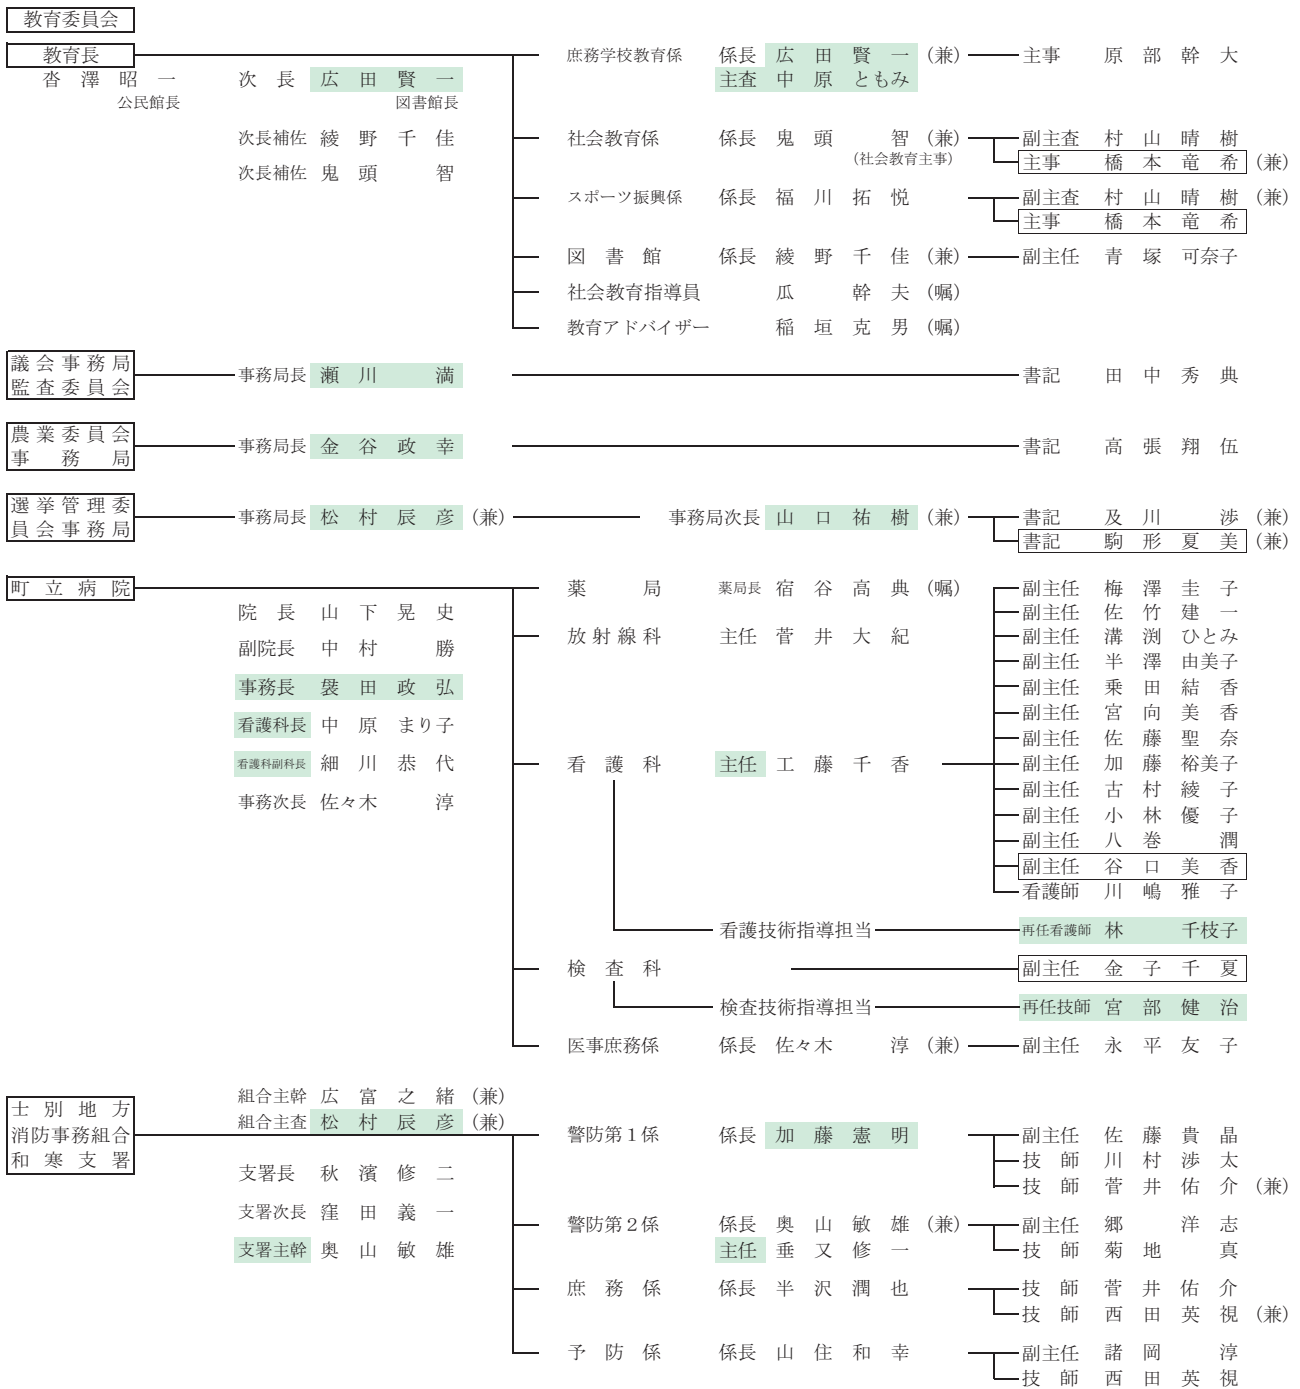 教育委員会
教育長 庶務学校教育係 係長 広田賢一(兼) 主事 原部幹大
沓澤昭一 次長 広田賢一 主査 中原ともみ
公民館長 図書館長
次長補佐 綾野千佳 社会教育係 係長 鬼頭智(兼) 副主査 村山晴樹
(社会教育主事) 主事 橋本竜希(兼)
次長補佐 鬼頭智
スポーツ振興係 係長 福川拓悦 副主査 村山晴樹(兼)
主事 橋本竜希
図書館 係長 綾野千佳(兼) 副主任 青塚可奈子
社会教育指導員 瓜幹夫(嘱)
教育アドバイザー 稲垣克男(嘱)
議会事務局
監査委員会 事務局長 瀬川満 書記 田中秀典
農業委員会
事務局 事務局長 金谷政幸 書記 高張翔伍
選挙管理委
員会事務局 事務局長 松村辰彦(兼) 事務局次長 山口祐樹(兼) 書記 及川渉(兼)
書記 駒形夏美(兼)
町立病院 薬局 薬局長 宿谷高典(嘱) 副主任 梅澤圭子
院長 山下晃史 副主任 佐竹建一
放射線科 主任 菅井大紀 副主任 溝渕ひとみ
副院長 中村勝 副主任 半澤由美子
事務長 袰田政弘 副主任 乗田結香
看護科長 中原まり子 副主任 宮向美香
副主任 佐藤聖奈
看護科副科長 細川恭代 看護科 主任 工藤千香 副主任 加藤裕美子
事務次長 佐々木淳 副主任 古村綾子
副主任 小林優子
副主任 八巻潤
副主任 谷口美香
看護師 川嶋雅子
看護技術指導担当 再任看護師 林千枝子
検査科 副主任 金子千夏
検査技術指導担当 再任技師 宮部健治
医事庶務係 係長 佐々木淳(兼) 副主任 永平友子
組合主幹 広富之緒(兼)
組合主査 松村辰彦(兼)
士別地方
消防事務組合
和寒支署 警防第1係 係長 加藤憲明 副主任 佐藤貴晶
技師 川村渉太
支署長 秋濱修二 技師 菅井佑介(兼)
支署次長 窪田義一 警防第2係 係長 奥山敏雄(兼) 副主任 郷洋志
支署主幹 奥山敏雄 主任 垂又修一 技師 菊地真
庶務係 係長 半沢潤也 技師 菅井佑介
技師 西田英視(兼)
予防係 係長 山住和幸 副主任 諸岡淳
技師 西田英視